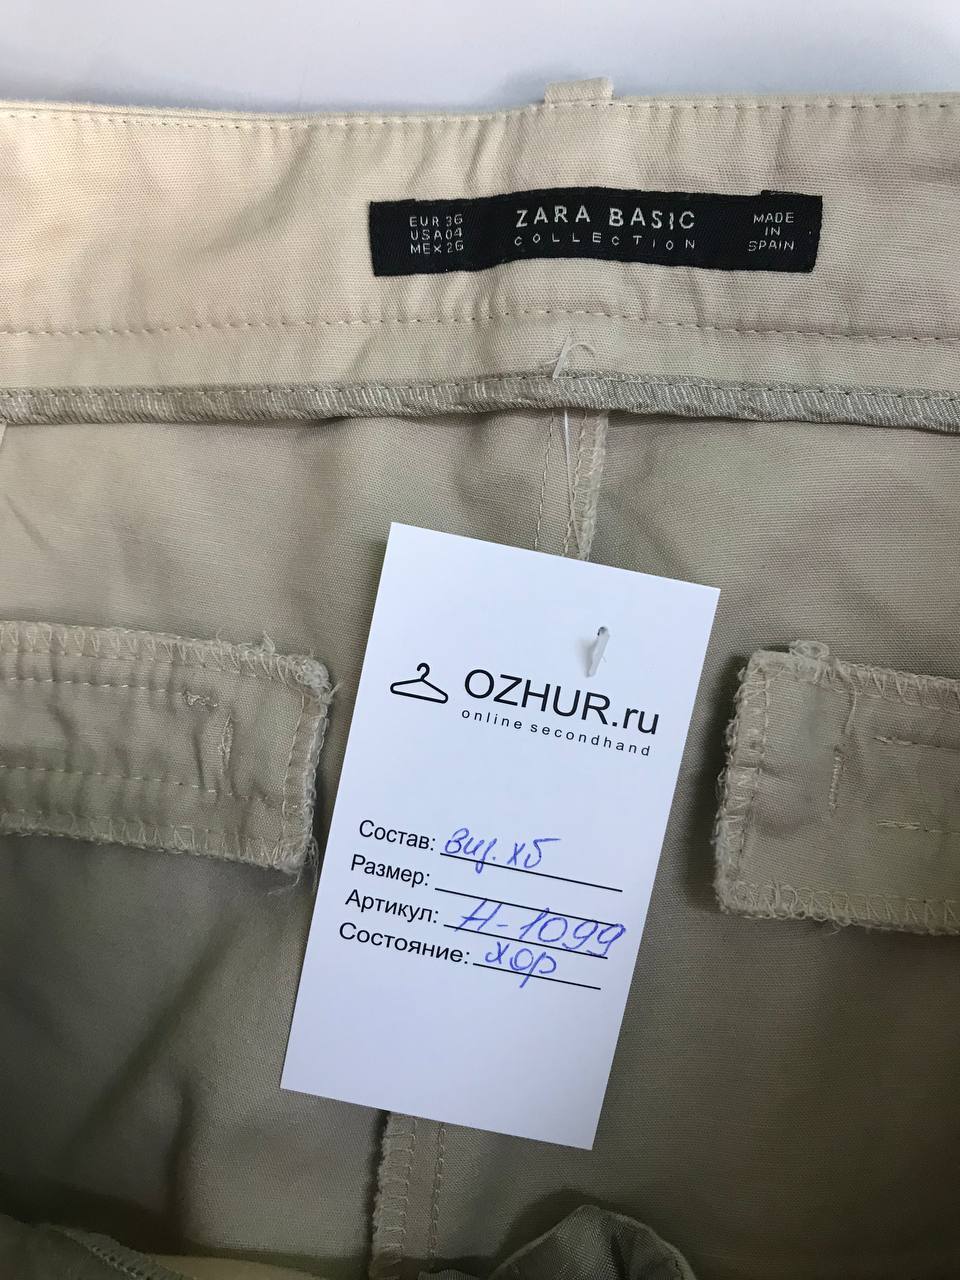 EUR 36
USA 04
MEX 26
ZARA BASIC
COLLECTION
MADE
IN
SPAIN
OZHUR.ru
online secondhand
Состав: виз. хб
Размер:
Артикул: H-1099
Состояние: хор